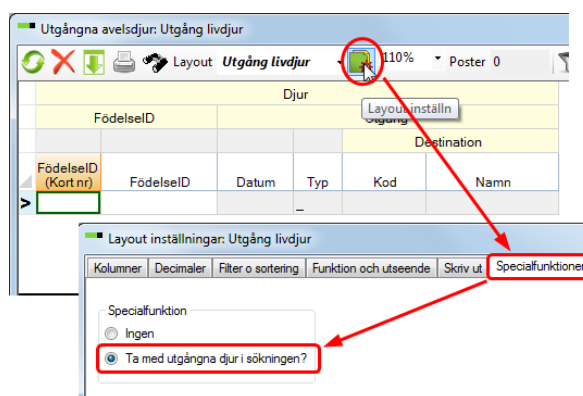 Utgångna avelsdjur: Utgång livdjur
Layout Utgång livdjur 110% Poster 0
Djur
FödelseID Utgång
Layout inställn
Destination
FödelseID
(Kort nr) FödelseID Datum Typ Kod Namn
> _
Layout inställningar: Utgång livdjur
Kolumner Decimaler Filter o sortering Funktion och utseende Skriv ut Specialfunktioner
Specialfunktion
Ingen
Ta med utgångna djur i sökningen?